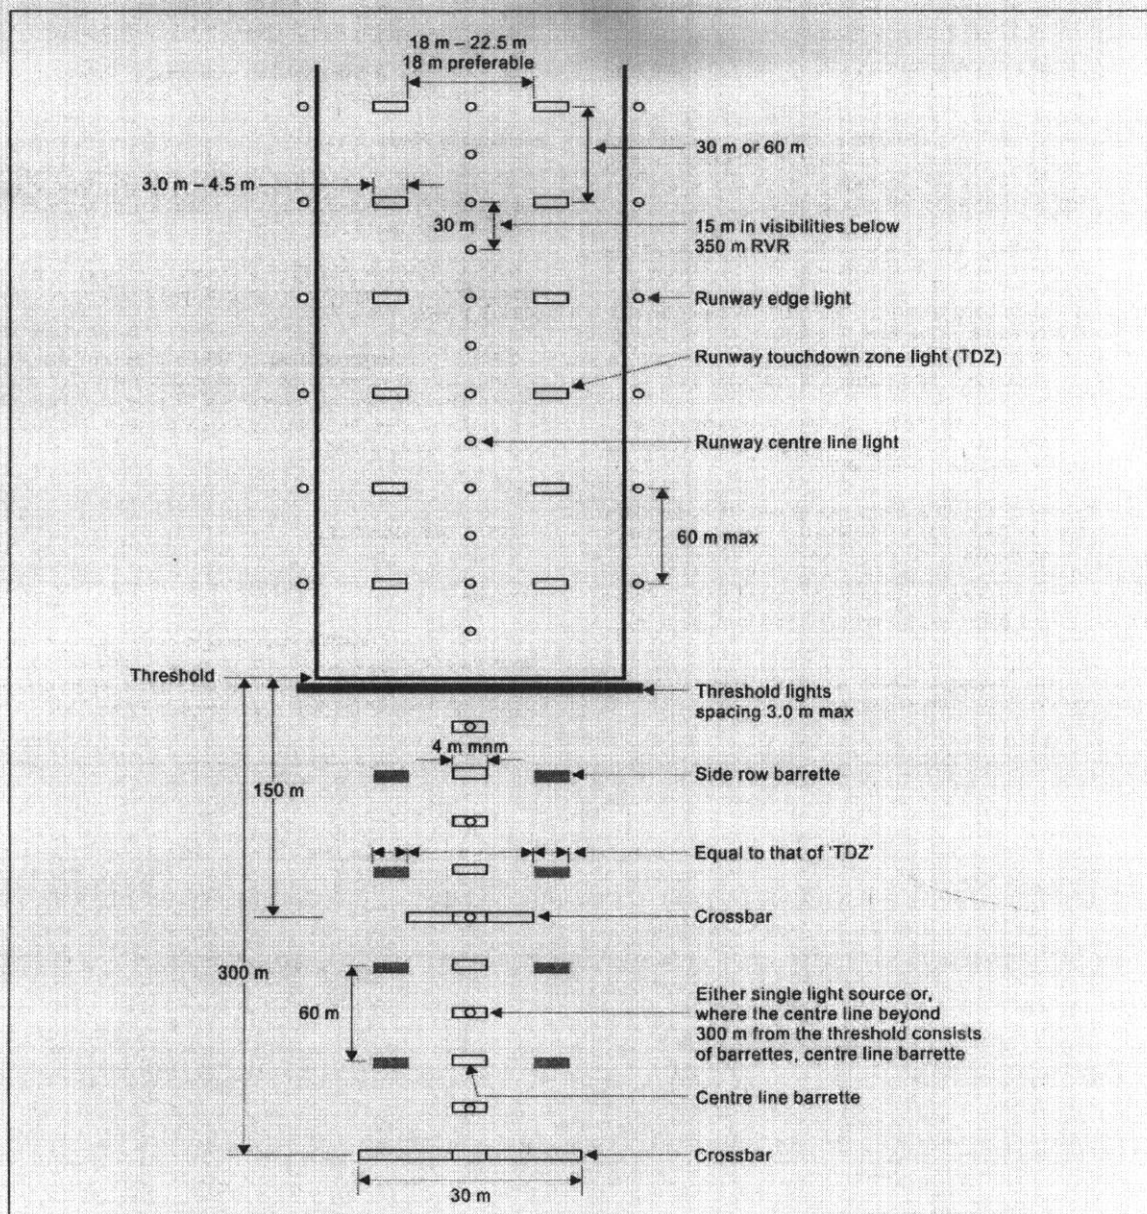 18 m – 22.5 m
18 m preferable
30 m or 60 m
3.0 m – 4.5 m
30 m
15 m in visibilities below
350 m RVR
Runway edge light
Runway touchdown zone light (TDZ)
Runway centre line light
60 m max
Threshold
Threshold lights
spacing 3.0 m max
4 m mnm
Side row barrette
150 m
Equal to that of 'TDZ'
Crossbar
300 m
60 m
Either single light source or,
where the centre line beyond
300 m from the threshold consists
of barrettes, centre line barrette
Centre line barrette
Crossbar
30 m